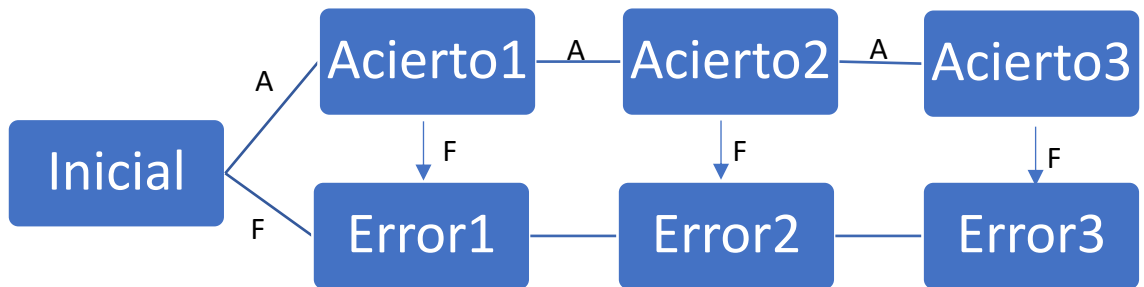 Acierto1
A
Acierto2
A
Acierto3
A
Inicial
F
F
F
F
Error1
Error2
Error3